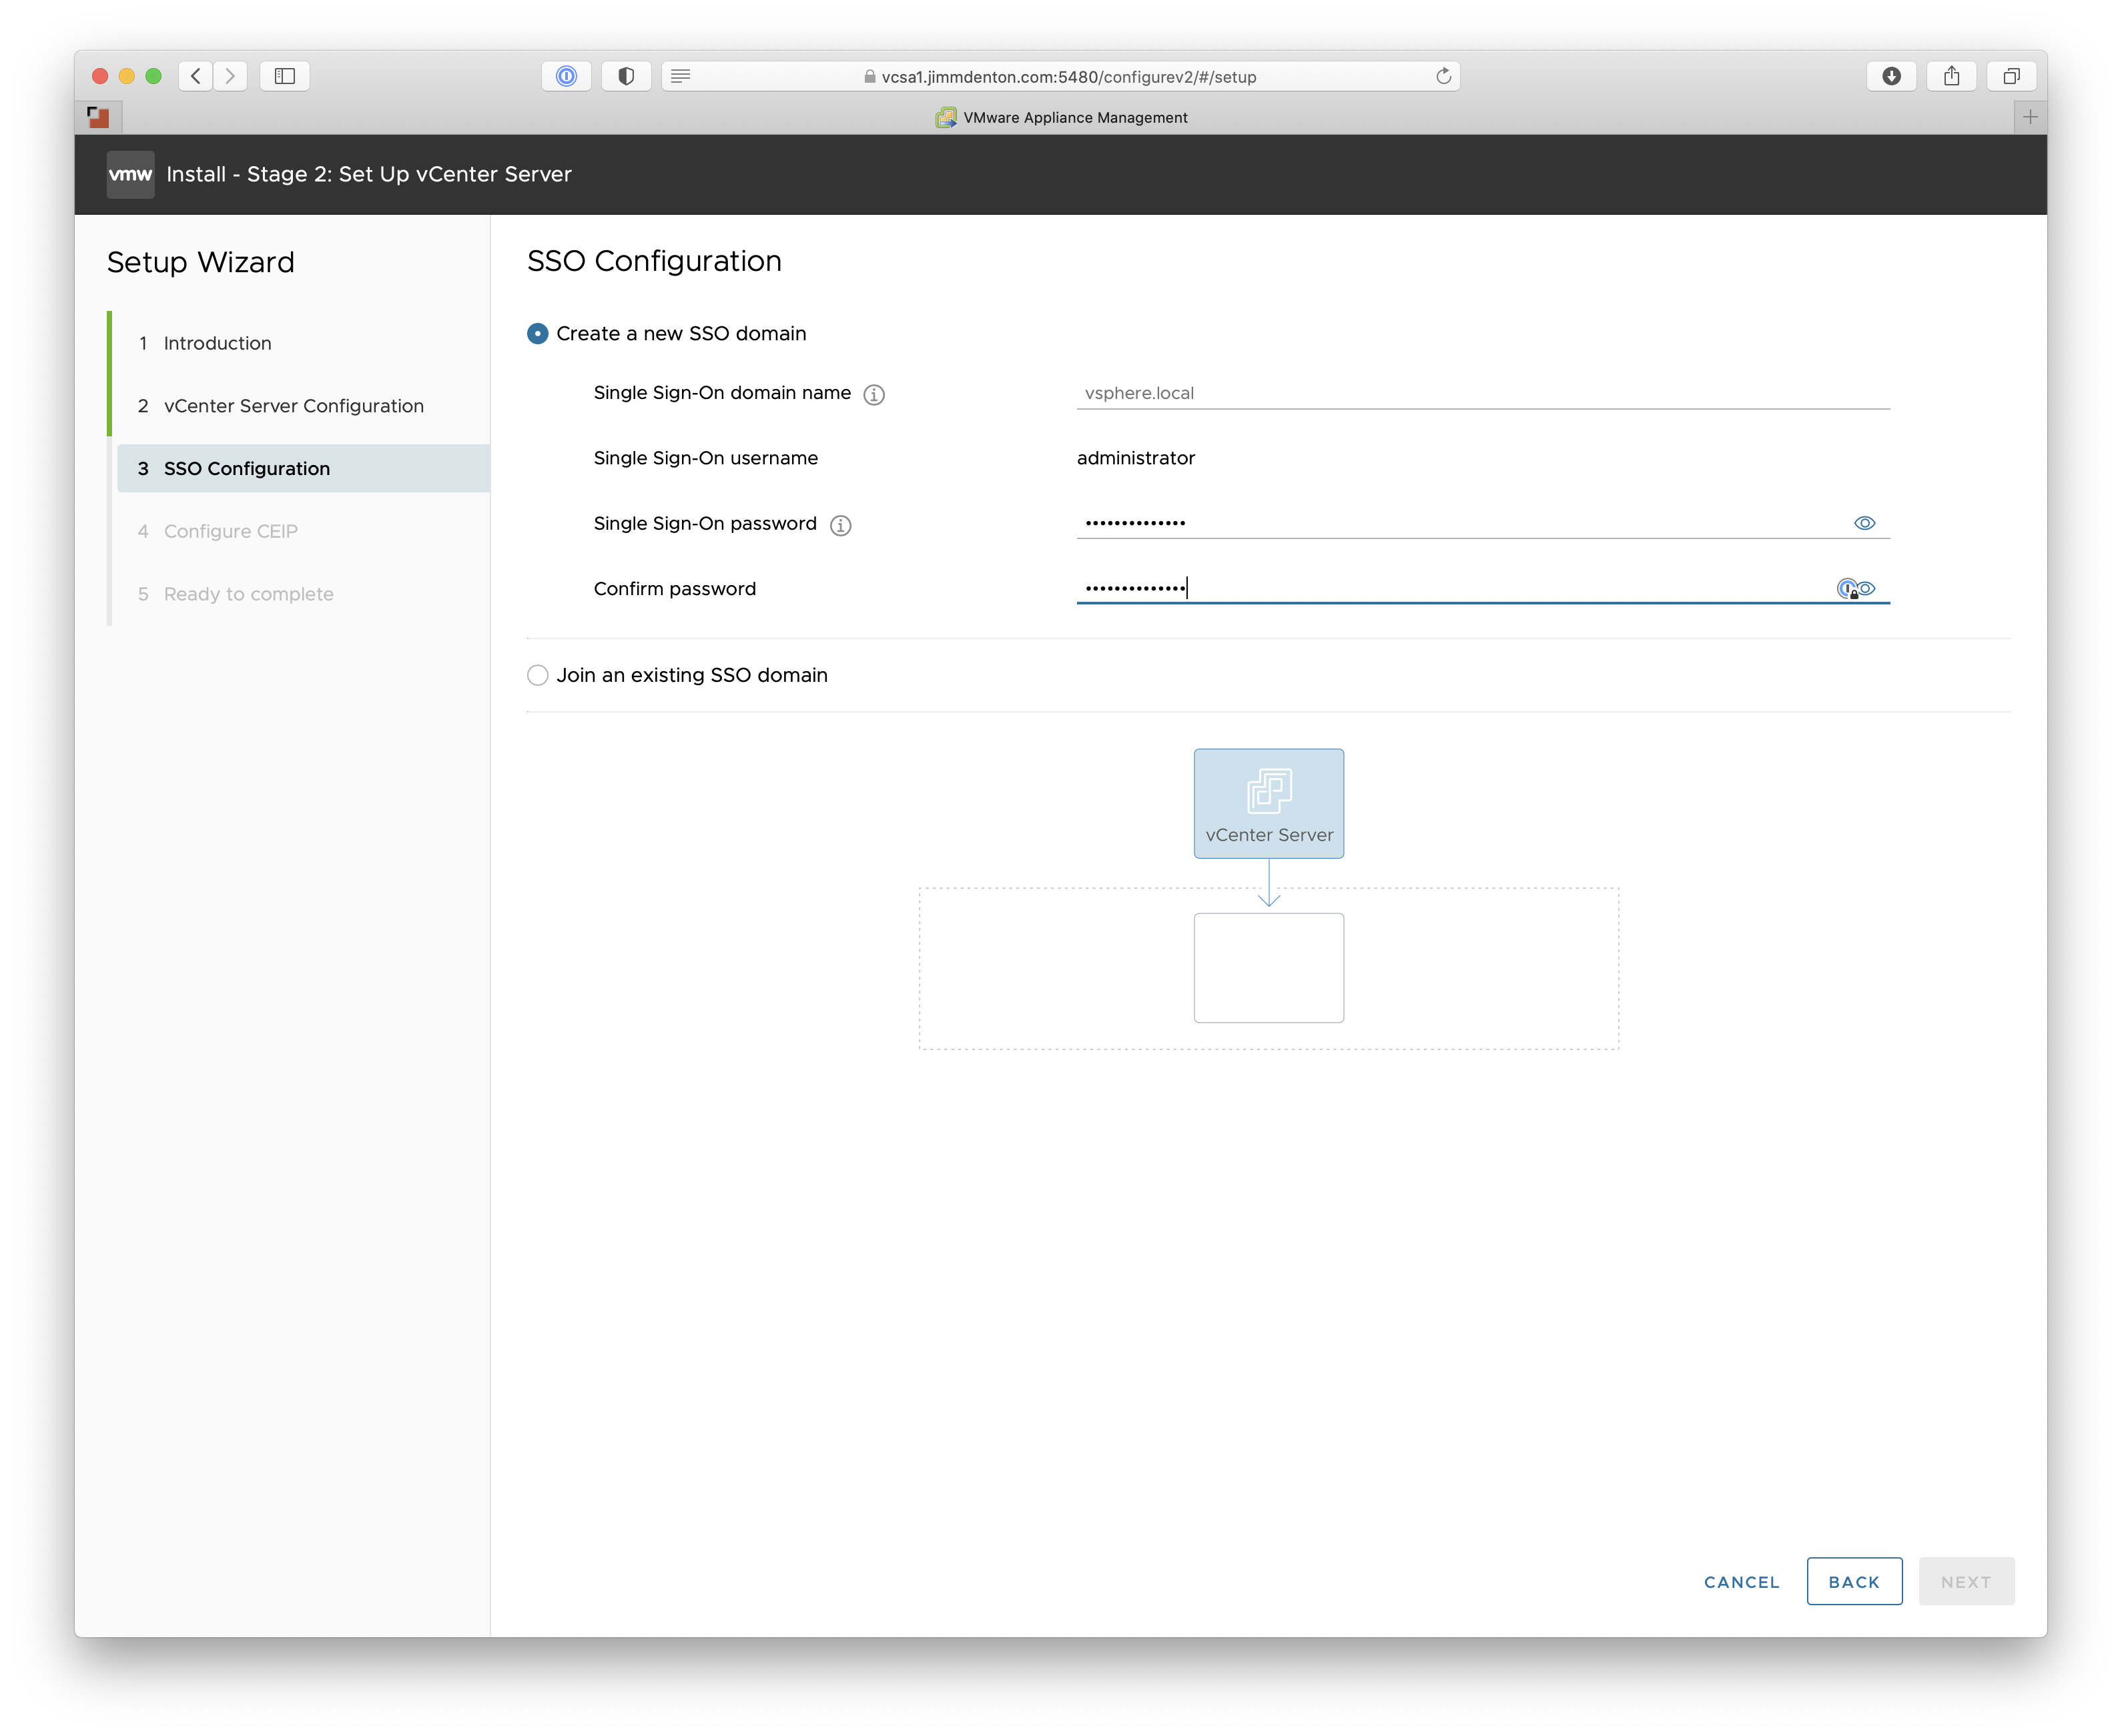 vcsa1.jimmdenton.com:5480/configurev2/#/setup
VMware Appliance Management
vmw Install - Stage 2: Set Up vCenter Server
Setup Wizard
1 Introduction
2 vCenter Server Configuration
3 SSO Configuration
4 Configure CEIP
5 Ready to complete
SSO Configuration
Create a new SSO domain
Single Sign-On domain name vsphere.local
Single Sign-On username administrator
Single Sign-On password ••••••••••••••
Confirm password ••••••••••••••
Join an existing SSO domain
vCenter Server
CANCEL BACK NEXT